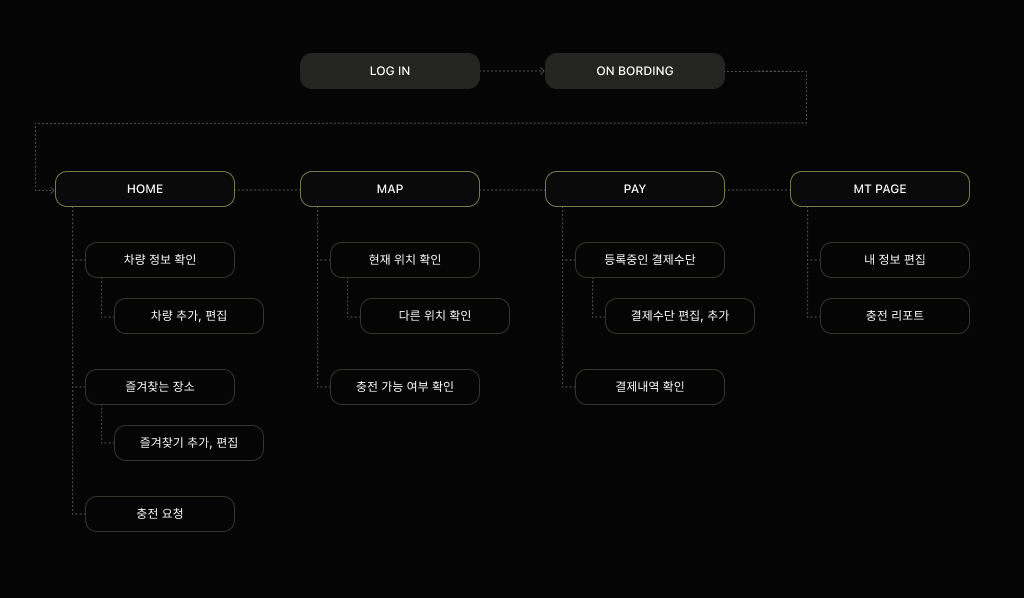 LOG IN
ON BORDING
HOME
MAP
PAY
MT PAGE
차량 정보 확인
현재 위치 확인
등록중인 결제수단
내 정보 편집
차량 추가, 편집
다른 위치 확인
결제수단 편집, 추가
충전 리포트
즐겨찾는 장소
충전 가능 여부 확인
결제내역 확인
즐겨찾기 추가, 편집
충전 요청